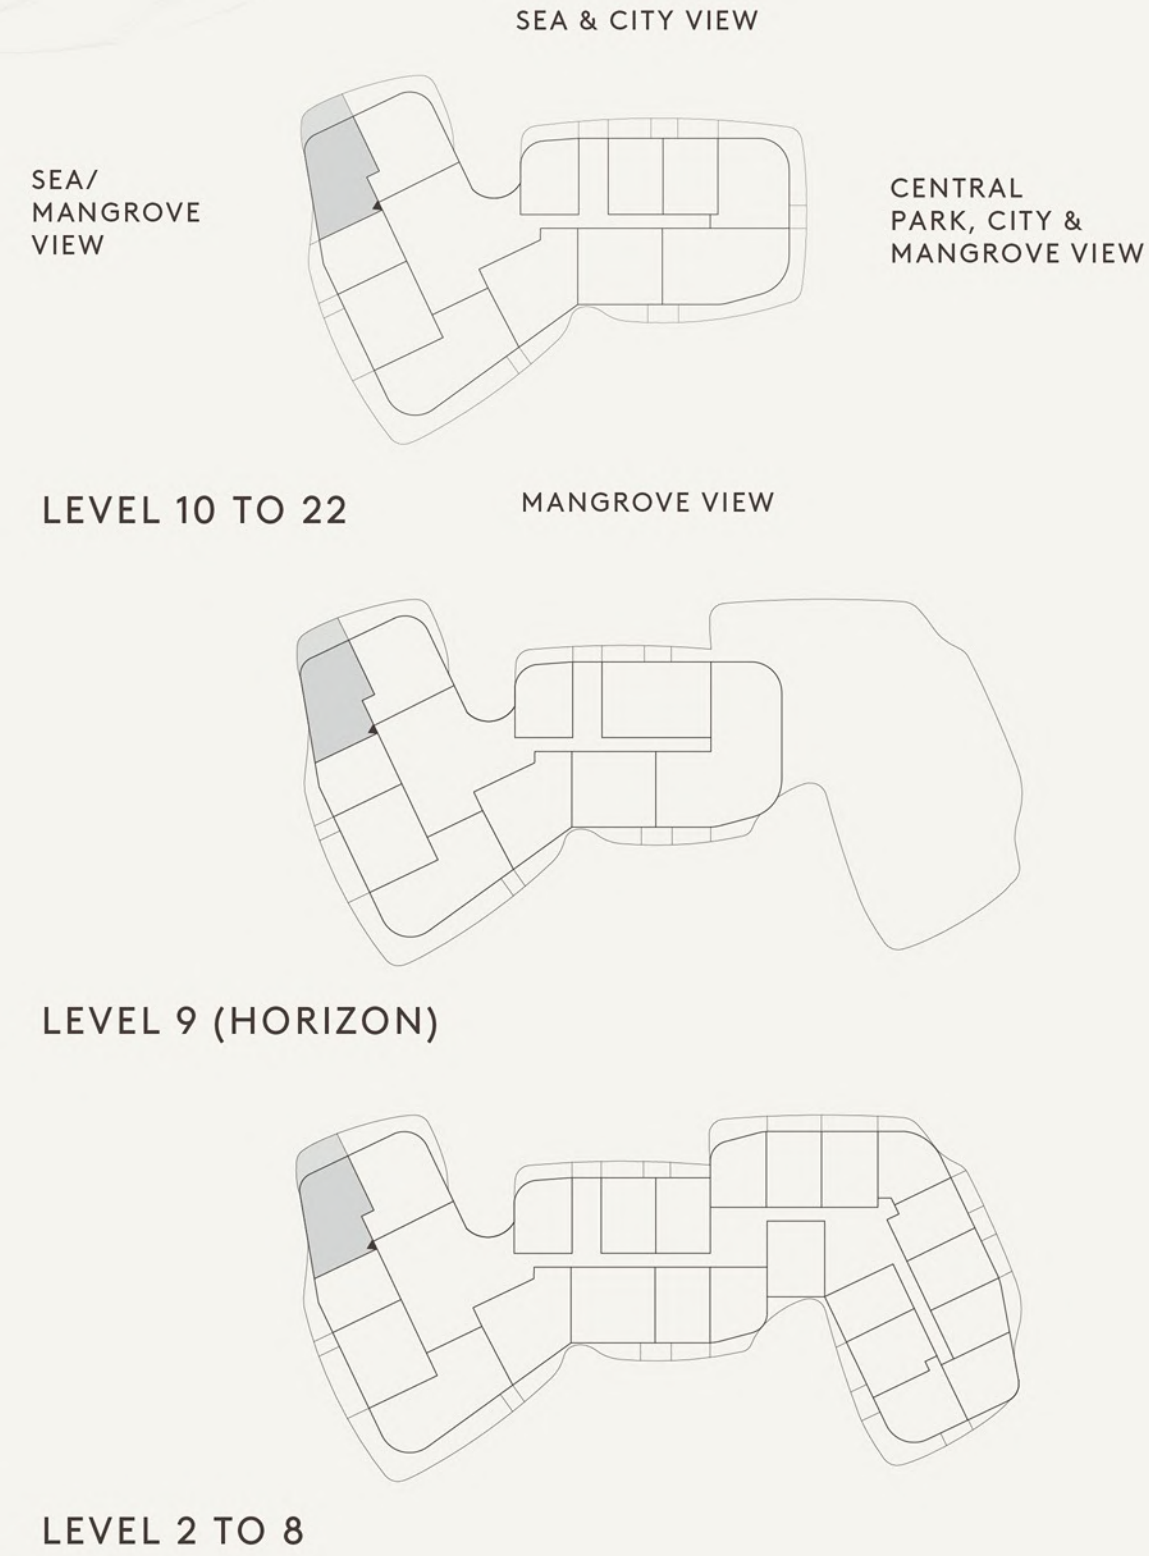 SEA & CITY VIEW
SEA/
MANGROVE
VIEW
CENTRAL
PARK, CITY &
MANGROVE VIEW
LEVEL 10 TO 22
MANGROVE VIEW
LEVEL 9 (HORIZON)
LEVEL 2 TO 8